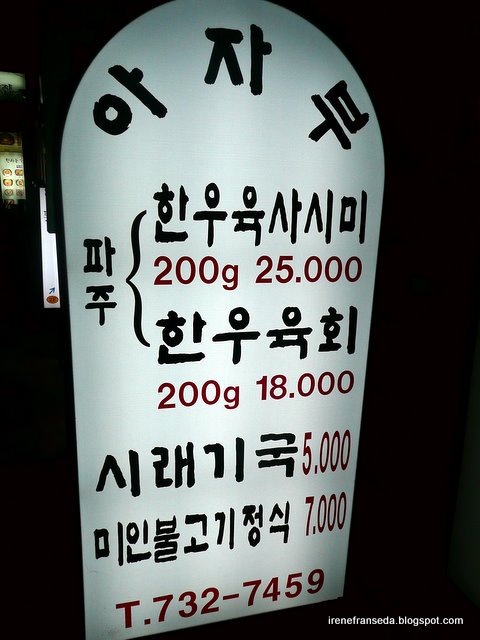 아자부
파주
한우육사시미
200g 25.000
한우육회
200g 18.000
시래기국 5.000
미인불고기정식 7.000
T.732-7459
irenefranseda.blogspot.com